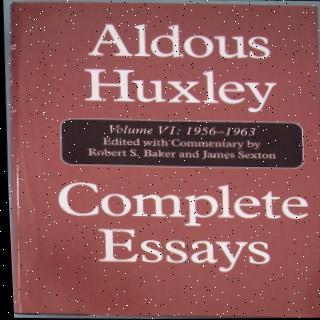 Aldous
Huxley
Volume VI: 1956–1963
Edited with Commentary by
Robert S. Baker and James Sexton
Complete
Essays